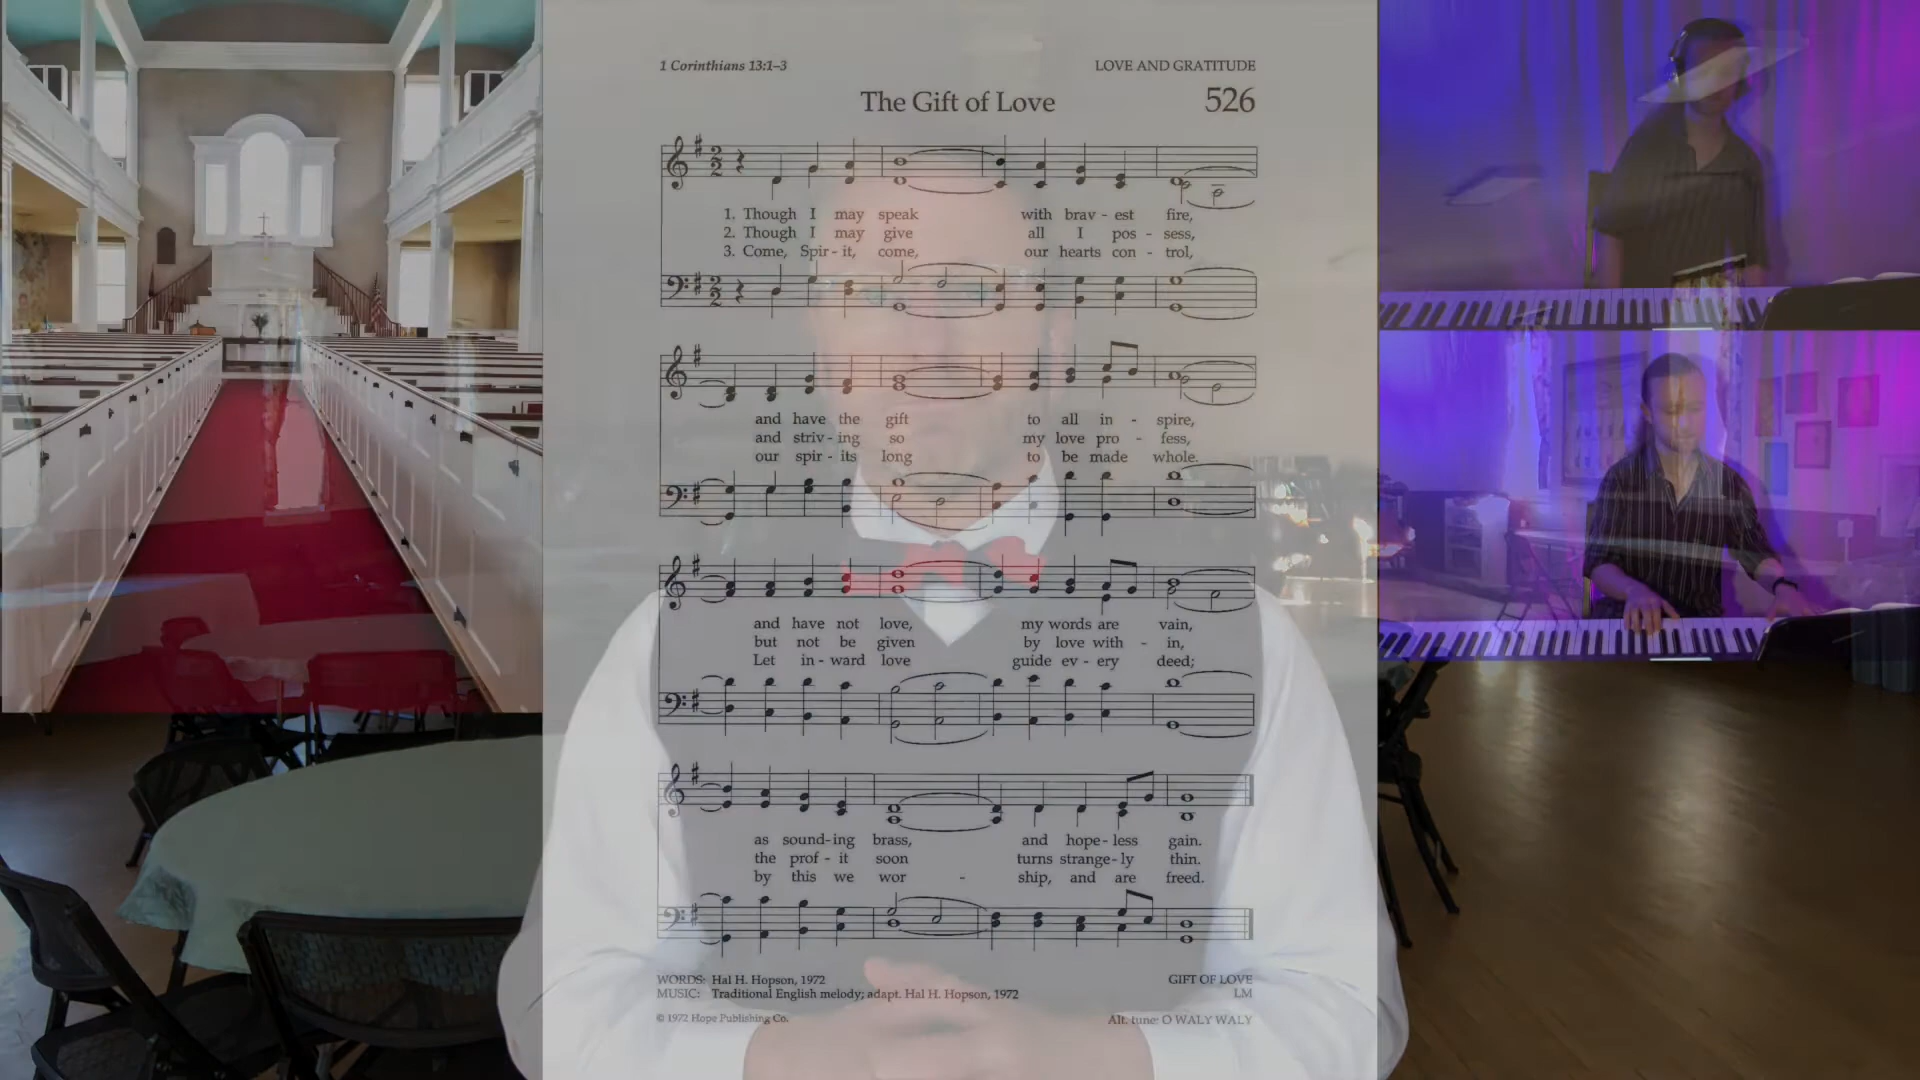 1 Corinthians 13:1–3 LOVE AND GRATITUDE
The Gift of Love 526
1. Though I may speak with brav - est fire,
2. Though I may give all I pos - sess,
3. Come, Spir - it, come, our hearts con - trol,
and have the gift to all in - spire,
and striv - ing so my love pro - fess,
our spir - its long to be made whole.
and have not love, my words are vain,
but not be given by love with - in,
Let in - ward love guide ev - ery deed;
as sound - ing brass, and hope - less gain.
the prof - it soon turns strange - ly thin.
by this we wor - ship, and are freed.
WORDS: Hal H. Hopson, 1972 GIFT OF LOVE
MUSIC: Traditional English melody; adapt. Hal H. Hopson, 1972 LM
© 1972 Hope Publishing Co. Alt. tune: O WALY WALY